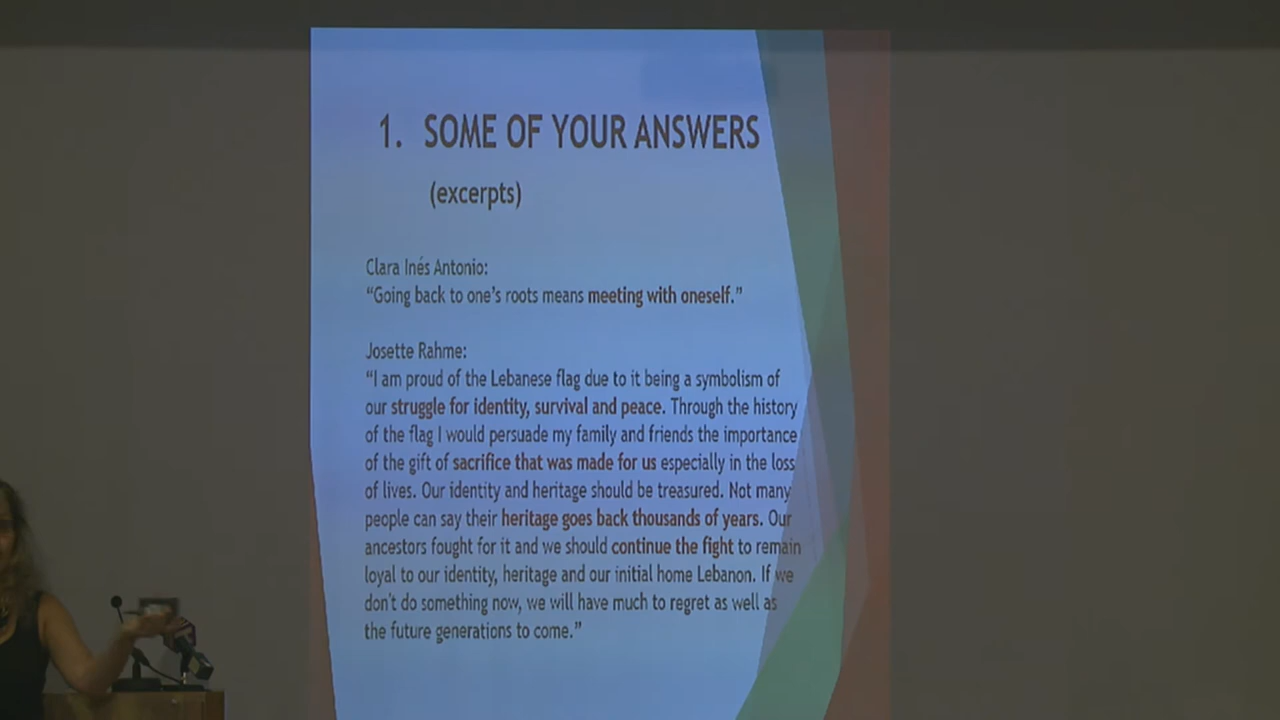 1. SOME OF YOUR ANSWERS
(excerpts)
Clara Inés Antonio:
“Going back to one’s roots means meeting with oneself.”
Josette Rahme:
“I am proud of the Lebanese flag due to it being a symbolism of
our struggle for identity, survival and peace. Through the history
of the flag I would persuade my family and friends the importance
of the gift of sacrifice that was made for us especially in the loss
of lives. Our identity and heritage should be treasured. Not many
people can say their heritage goes back thousands of years. Our
ancestors fought for it and we should continue the fight to remain
loyal to our identity, heritage and our initial home Lebanon. If we
don't do something now, we will have much to regret as well as
the future generations to come.”